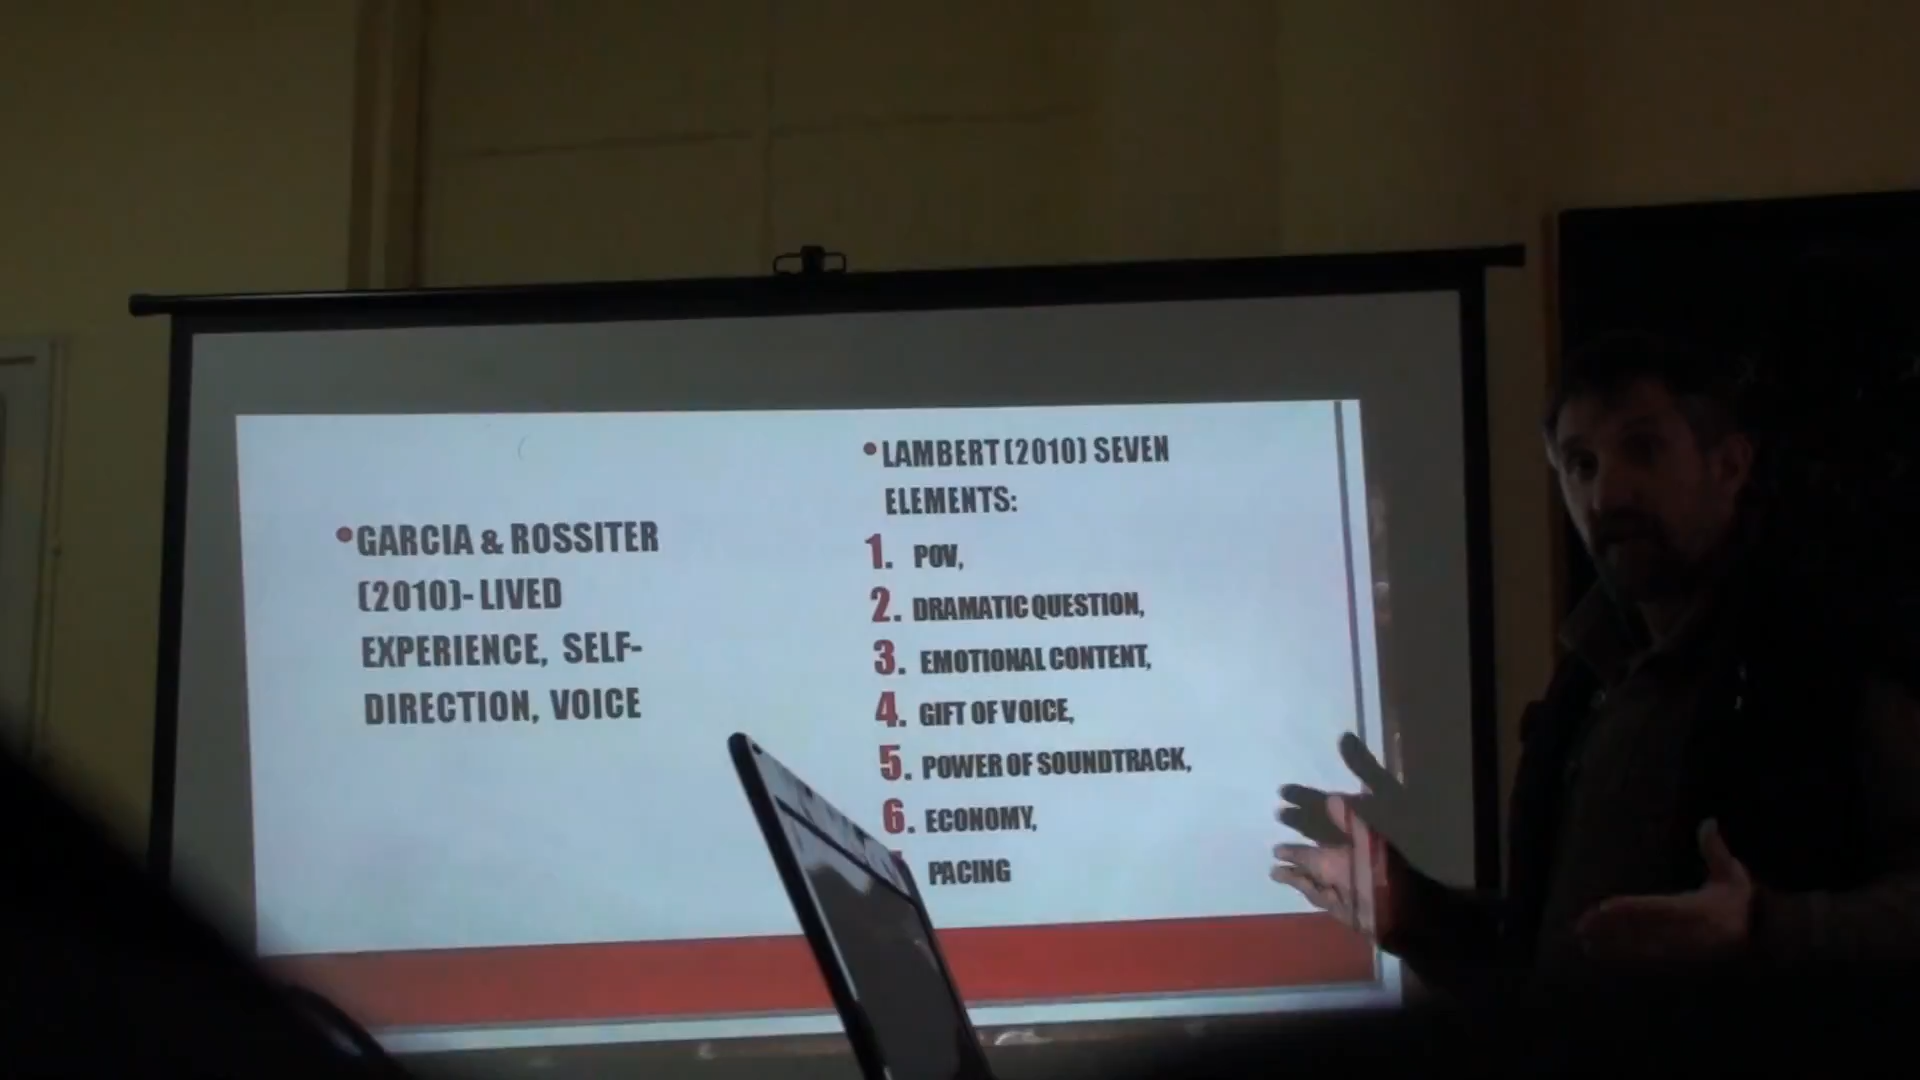 •GARCIA & ROSSITER
(2010)- LIVED
EXPERIENCE, SELF-
DIRECTION, VOICE
•LAMBERT (2010) SEVEN
ELEMENTS:
1. POV,
2. DRAMATIC QUESTION,
3. EMOTIONAL CONTENT,
4. GIFT OF VOICE,
5. POWER OF SOUNDTRACK,
6. ECONOMY,
PACING